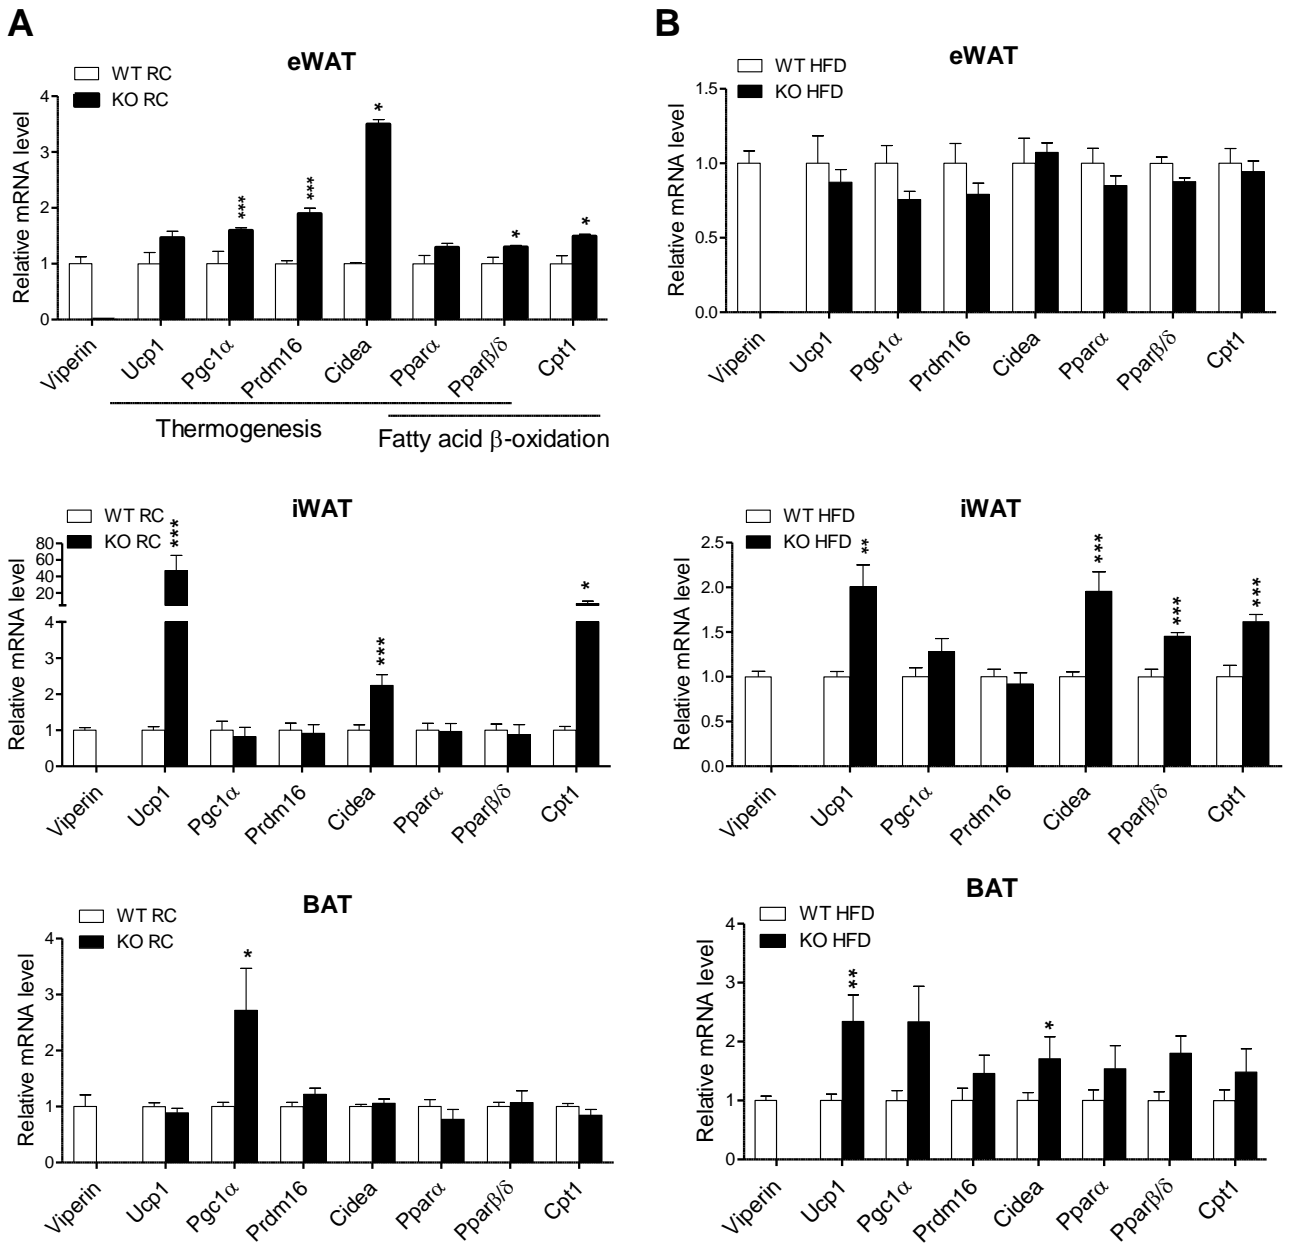 A
eWAT
WT RC
KO RC
Relative mRNA level
4
3
2
1
0
***
***
*
*
*
Viperin
Ucp1
Pgc1α
Prdm16
Cidea
Pparα
Pparβ/δ
Cpt1
Thermogenesis
Fatty acid β-oxidation
B
eWAT
WT HFD
KO HFD
Relative mRNA level
1.5
1.0
0.5
0.0
Viperin
Ucp1
Pgc1α
Prdm16
Cidea
Pparα
Pparβ/δ
Cpt1
iWAT
WT RC
KO RC
Relative mRNA level
80
60
40
20
4
3
2
1
0
***
***
*
Viperin
Ucp1
Pgc1α
Prdm16
Cidea
Pparα
Pparβ/δ
Cpt1
iWAT
WT HFD
KO HFD
Relative mRNA level
2.5
2.0
1.5
1.0
0.5
0.0
**
***
***
***
Viperin
Ucp1
Pgc1α
Prdm16
Cidea
Pparβ/δ
Cpt1
BAT
WT RC
KO RC
Relative mRNA level
4
3
2
1
0
*
Viperin
Ucp1
Pgc1α
Prdm16
Cidea
Pparα
Pparβ/δ
Cpt1
BAT
WT HFD
KO HFD
Relative mRNA level
4
3
2
1
0
**
*
Viperin
Ucp1
Pgc1α
Prdm16
Cidea
Pparα
Pparβ/δ
Cpt1